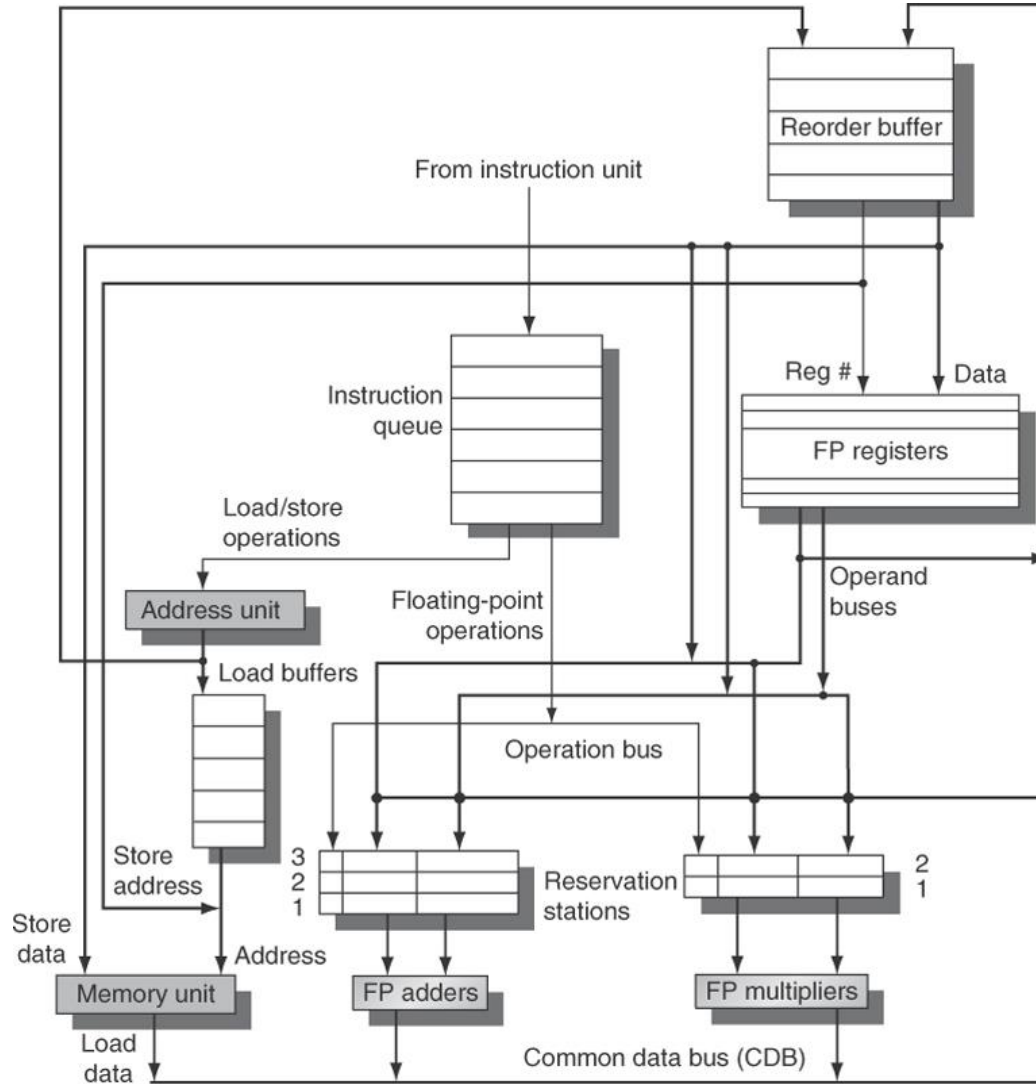 Reorder buffer
From instruction unit
Reg #
Data
Instruction
queue
FP registers
Load/store
operations
Operand
buses
Address unit
Floating-point
operations
Load buffers
Operation bus
Store
address
3
2
1
Reservation
stations
2
1
Store
data
Address
Memory unit
FP adders
FP multipliers
Load
data
Common data bus (CDB)